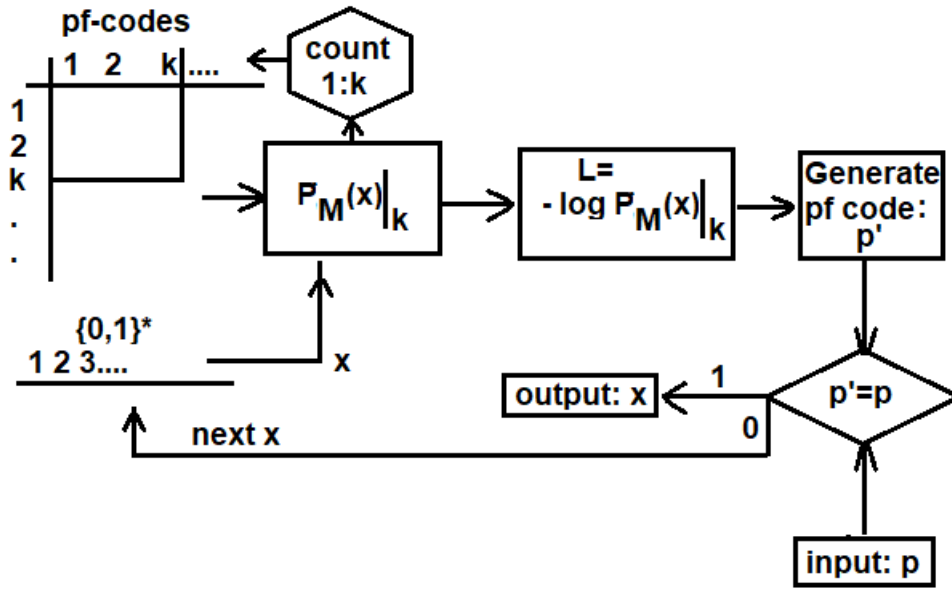 pf-codes
1 2 k ....
1
2
k
.
.
count
1:k
P_M(x)|_k
L=
- log P_M(x)|_k
Generate
pf code:
p'
{0,1}*
1 2 3....
x
next x
output: x
1
0
p'=p
input: p